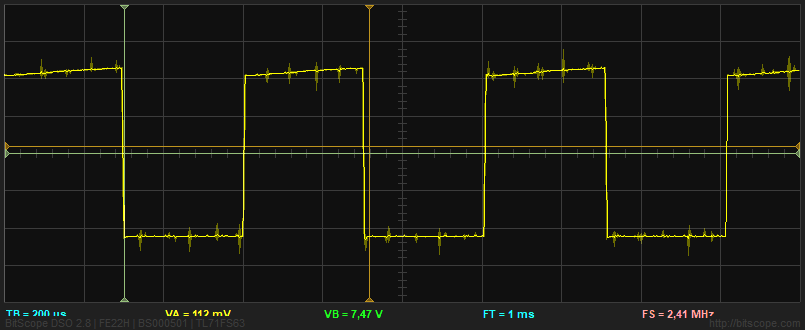 TB = 200 us VA = 112 mV VB = 7,47 V FT = 1 ms FS = 2,41 MHz
BitScope DSO 2.8 | FE22H | BS000501 | TL71FS63 http://bitscope.com